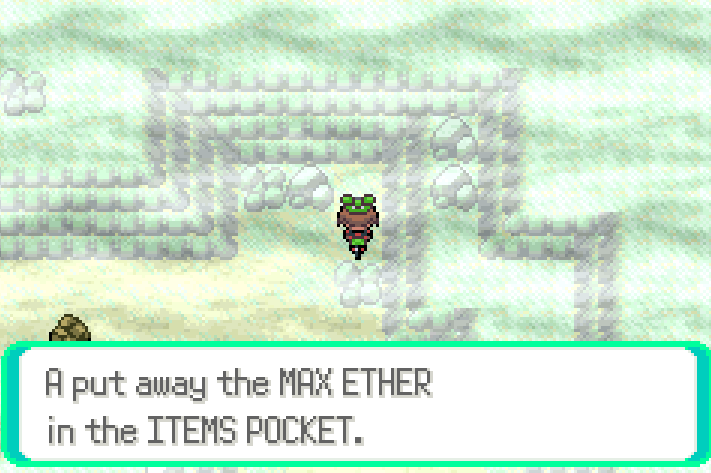 A put away the MAX ETHER
in the ITEMS POCKET.